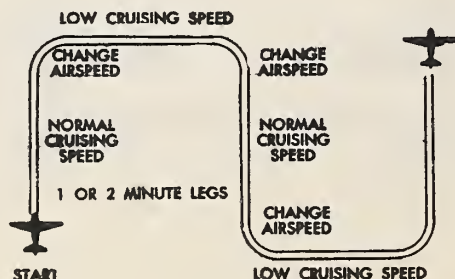 LOW CRUISING SPEED
CHANGE
AIRSPEED
CHANGE
AIRSPEED
NORMAL
CRUISING
SPEED
NORMAL
CRUISING
SPEED
1 OR 2 MINUTE LEGS
CHANGE
AIRSPEED
START
LOW CRUISING SPEED